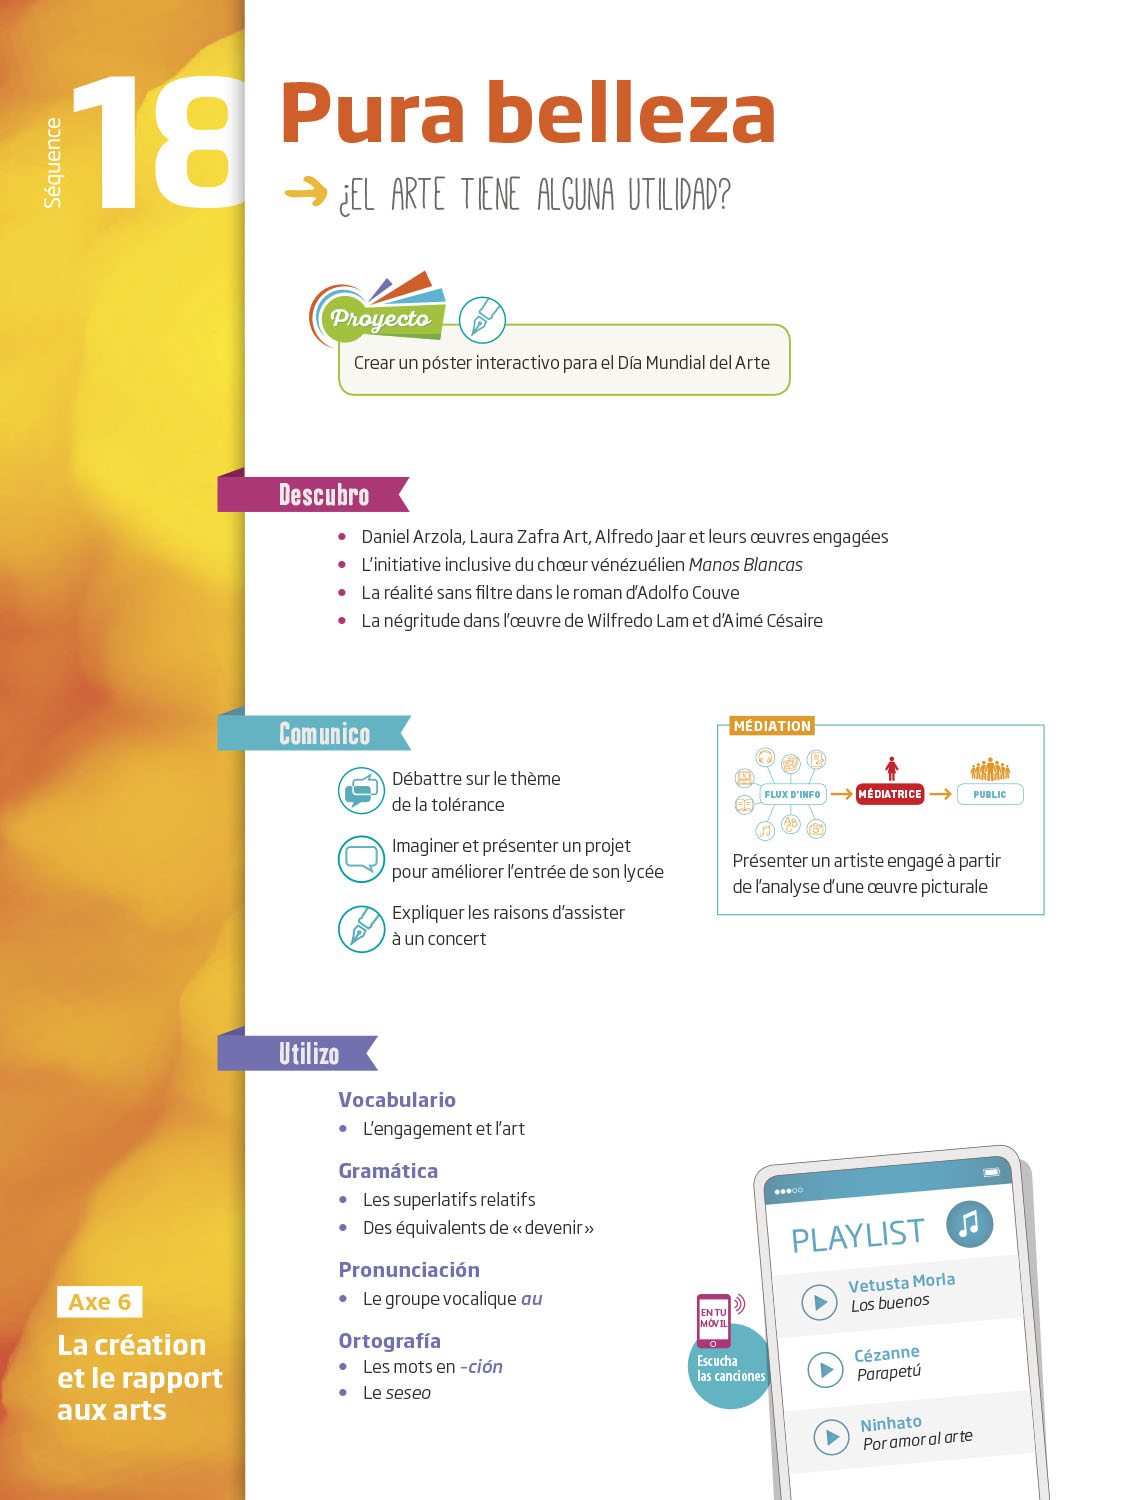 Séquence
18
Pura belleza
¿EL ARTE TIENE ALGUNA UTILIDAD?
Proyecto
Crear un póster interactivo para el Día Mundial del Arte
Descubro
• Daniel Arzola, Laura Zafra Art, Alfredo Jaar et leurs œuvres engagées
• L'initiative inclusive du chœur vénézuélien Manos Blancas
• La réalité sans filtre dans le roman d'Adolfo Couve
• La négritude dans l'œuvre de Wilfredo Lam et d'Aimé Césaire
Comunico
Débattre sur le thème
de la tolérance
Imaginer et présenter un projet
pour améliorer l'entrée de son lycée
Expliquer les raisons d'assister
à un concert
MÉDIATION
FLUX D'INFO
MÉDIATRICE
PUBLIC
Présenter un artiste engagé à partir
de l'analyse d'une œuvre picturale
Utilizo
Vocabulario
• L'engagement et l'art
Gramática
• Les superlatifs relatifs
• Des équivalents de « devenir »
Pronunciación
• Le groupe vocalique au
Ortografía
• Les mots en -ción
• Le seseo
Axe 6
La création
et le rapport
aux arts
EN TU
MÓVIL
Escucha
las canciones
PLAYLIST
Vetusta Morla
Los buenos
Cézanne
Parapetú
Ninhato
Por amor al arte